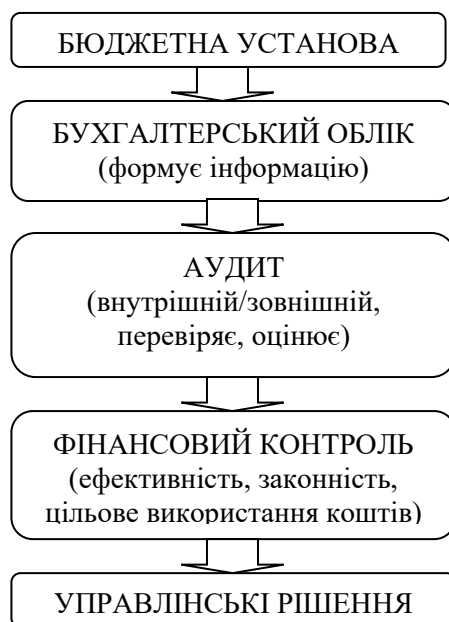 БЮДЖЕТНА УСТАНОВА
БУХГАЛТЕРСЬКИЙ ОБЛІК
(формує інформацію)
АУДИТ
(внутрішній/зовнішній,
перевіряє, оцінює)
ФІНАНСОВИЙ КОНТРОЛЬ
(ефективність, законність,
цільове використання коштів)
УПРАВЛІНСЬКІ РІШЕННЯ